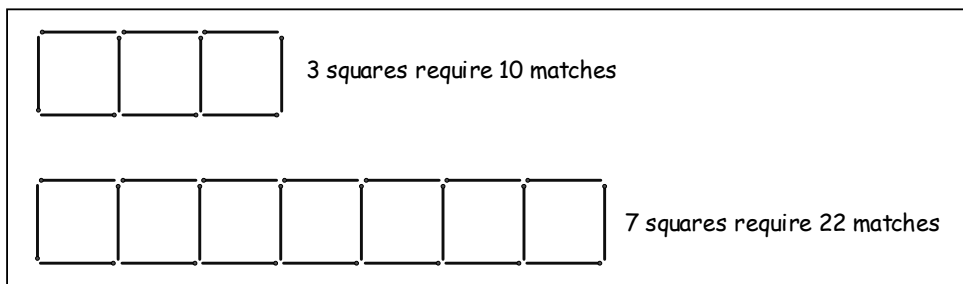 3 squares require 10 matches
7 squares require 22 matches